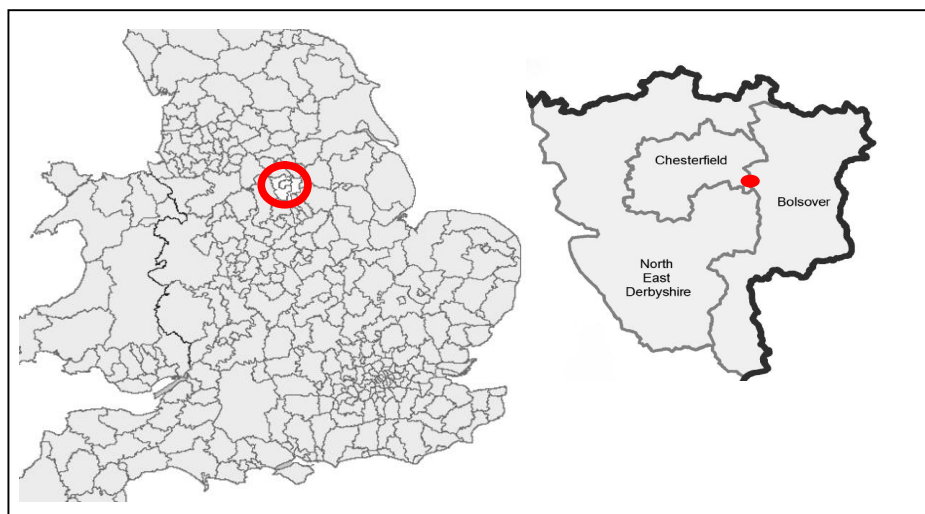 Chesterfield
Bolsover
North
East
Derbyshire